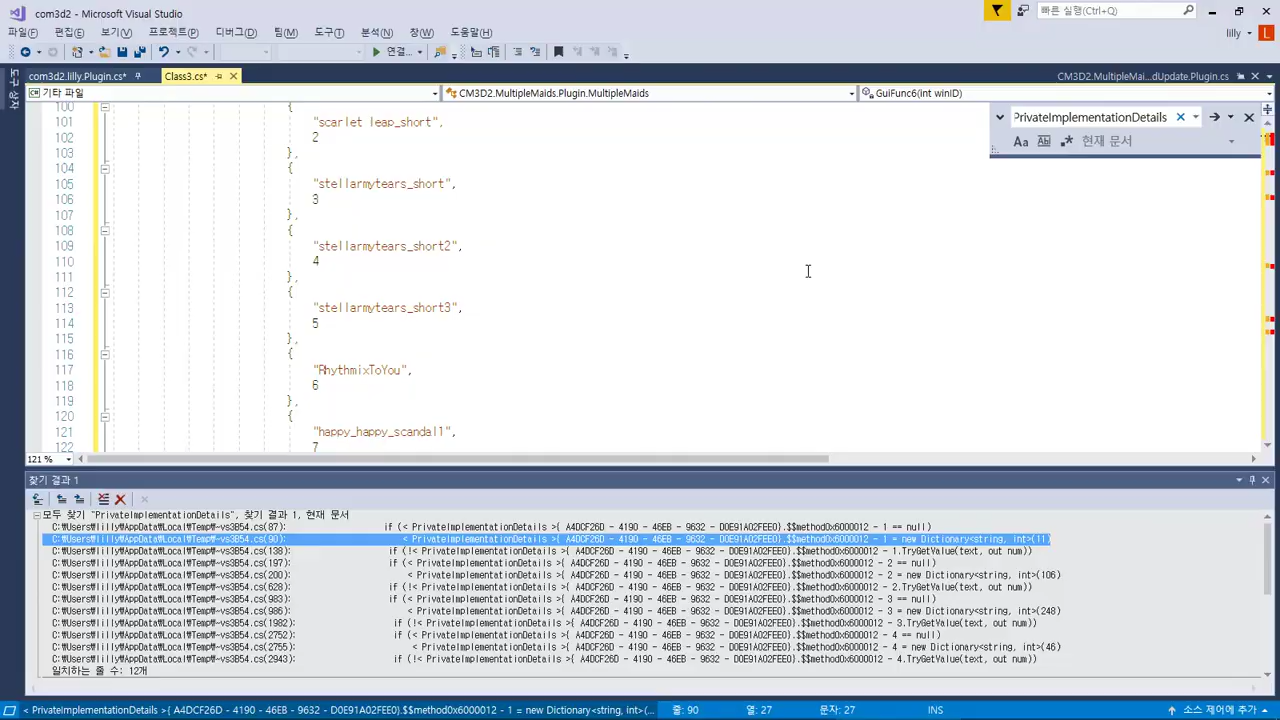 com3d2 - Microsoft Visual Studio
빠른 실행(Ctrl+Q)
파일(F) 편집(E) 보기(V) 프로젝트(P) 디버그(D) 팀(M) 도구(T) 분석(N) 창(W) 도움말(H)
lilly
L
연결...
com3d2.lilly.Plugin.cs*
Class3.cs*
CM3D2.MultipleMai...dUpdate.Plugin.cs
기타 파일
CM3D2.MultipleMaids.Plugin.MultipleMaids
GuiFunc6(int winID)
PrivateImplementationDetails
현재 문서
100 {
101 "scarlet leap_short",
102 2
103 },
104 {
105 "stellarmytears_short",
106 3
107 },
108 {
109 "stellarmytears_short2",
110 4
111 },
112 {
113 "stellarmytears_short3",
114 5
115 },
116 {
117 "RhythmixToYou",
118 6
119 },
120 {
121 "happy_happy_scandal1",
122 7
121 %
찾기 결과 1
모두 찾기 "PrivateImplementationDetails", 찾기 결과 1, 현재 문서
C:₩Users₩lilly₩AppData₩Local₩Temp₩~vs3B54.cs(87): if (< PrivateImplementationDetails >{ A4DCF26D - 4190 - 46EB - 9632 - D0E91A02FEE0}.$$method0x6000012 - 1 == null)
C:₩Users₩lilly₩AppData₩Local₩Temp₩~vs3B54.cs(90): < PrivateImplementationDetails >{ A4DCF26D - 4190 - 46EB - 9632 - D0E91A02FEE0}.$$method0x6000012 - 1 = new Dictionary<string, int>(11)
C:₩Users₩lilly₩AppData₩Local₩Temp₩~vs3B54.cs(138): if (!< PrivateImplementationDetails >{ A4DCF26D - 4190 - 46EB - 9632 - D0E91A02FEE0}.$$method0x6000012 - 1.TryGetValue(text, out num))
C:₩Users₩lilly₩AppData₩Local₩Temp₩~vs3B54.cs(197): if (< PrivateImplementationDetails >{ A4DCF26D - 4190 - 46EB - 9632 - D0E91A02FEE0}.$$method0x6000012 - 2 == null)
C:₩Users₩lilly₩AppData₩Local₩Temp₩~vs3B54.cs(200): < PrivateImplementationDetails >{ A4DCF26D - 4190 - 46EB - 9632 - D0E91A02FEE0}.$$method0x6000012 - 2 = new Dictionary<string, int>(106)
C:₩Users₩lilly₩AppData₩Local₩Temp₩~vs3B54.cs(628): if (!< PrivateImplementationDetails >{ A4DCF26D - 4190 - 46EB - 9632 - D0E91A02FEE0}.$$method0x6000012 - 2.TryGetValue(text, out num))
C:₩Users₩lilly₩AppData₩Local₩Temp₩~vs3B54.cs(983): if (< PrivateImplementationDetails >{ A4DCF26D - 4190 - 46EB - 9632 - D0E91A02FEE0}.$$method0x6000012 - 3 == null)
C:₩Users₩lilly₩AppData₩Local₩Temp₩~vs3B54.cs(986): < PrivateImplementationDetails >{ A4DCF26D - 4190 - 46EB - 9632 - D0E91A02FEE0}.$$method0x6000012 - 3 = new Dictionary<string, int>(248)
C:₩Users₩lilly₩AppData₩Local₩Temp₩~vs3B54.cs(1982): if (!< PrivateImplementationDetails >{ A4DCF26D - 4190 - 46EB - 9632 - D0E91A02FEE0}.$$method0x6000012 - 3.TryGetValue(text, out num))
C:₩Users₩lilly₩AppData₩Local₩Temp₩~vs3B54.cs(2752): if (< PrivateImplementationDetails >{ A4DCF26D - 4190 - 46EB - 9632 - D0E91A02FEE0}.$$method0x6000012 - 4 == null)
C:₩Users₩lilly₩AppData₩Local₩Temp₩~vs3B54.cs(2755): < PrivateImplementationDetails >{ A4DCF26D - 4190 - 46EB - 9632 - D0E91A02FEE0}.$$method0x6000012 - 4 = new Dictionary<string, int>(46)
C:₩Users₩lilly₩AppData₩Local₩Temp₩~vs3B54.cs(2943): if (!< PrivateImplementationDetails >{ A4DCF26D - 4190 - 46EB - 9632 - D0E91A02FEE0}.$$method0x6000012 - 4.TryGetValue(text, out num))
일치하는 줄 수: 12개
< PrivateImplementationDetails >{ A4DCF26D - 4190 - 46EB - 9632 - D0E91A02FEE0}.$$method0x6000012 - 1 = new Dictionary<string, int>(...
줄: 90 열: 27 문자: 27 INS 소스 제어에 추가